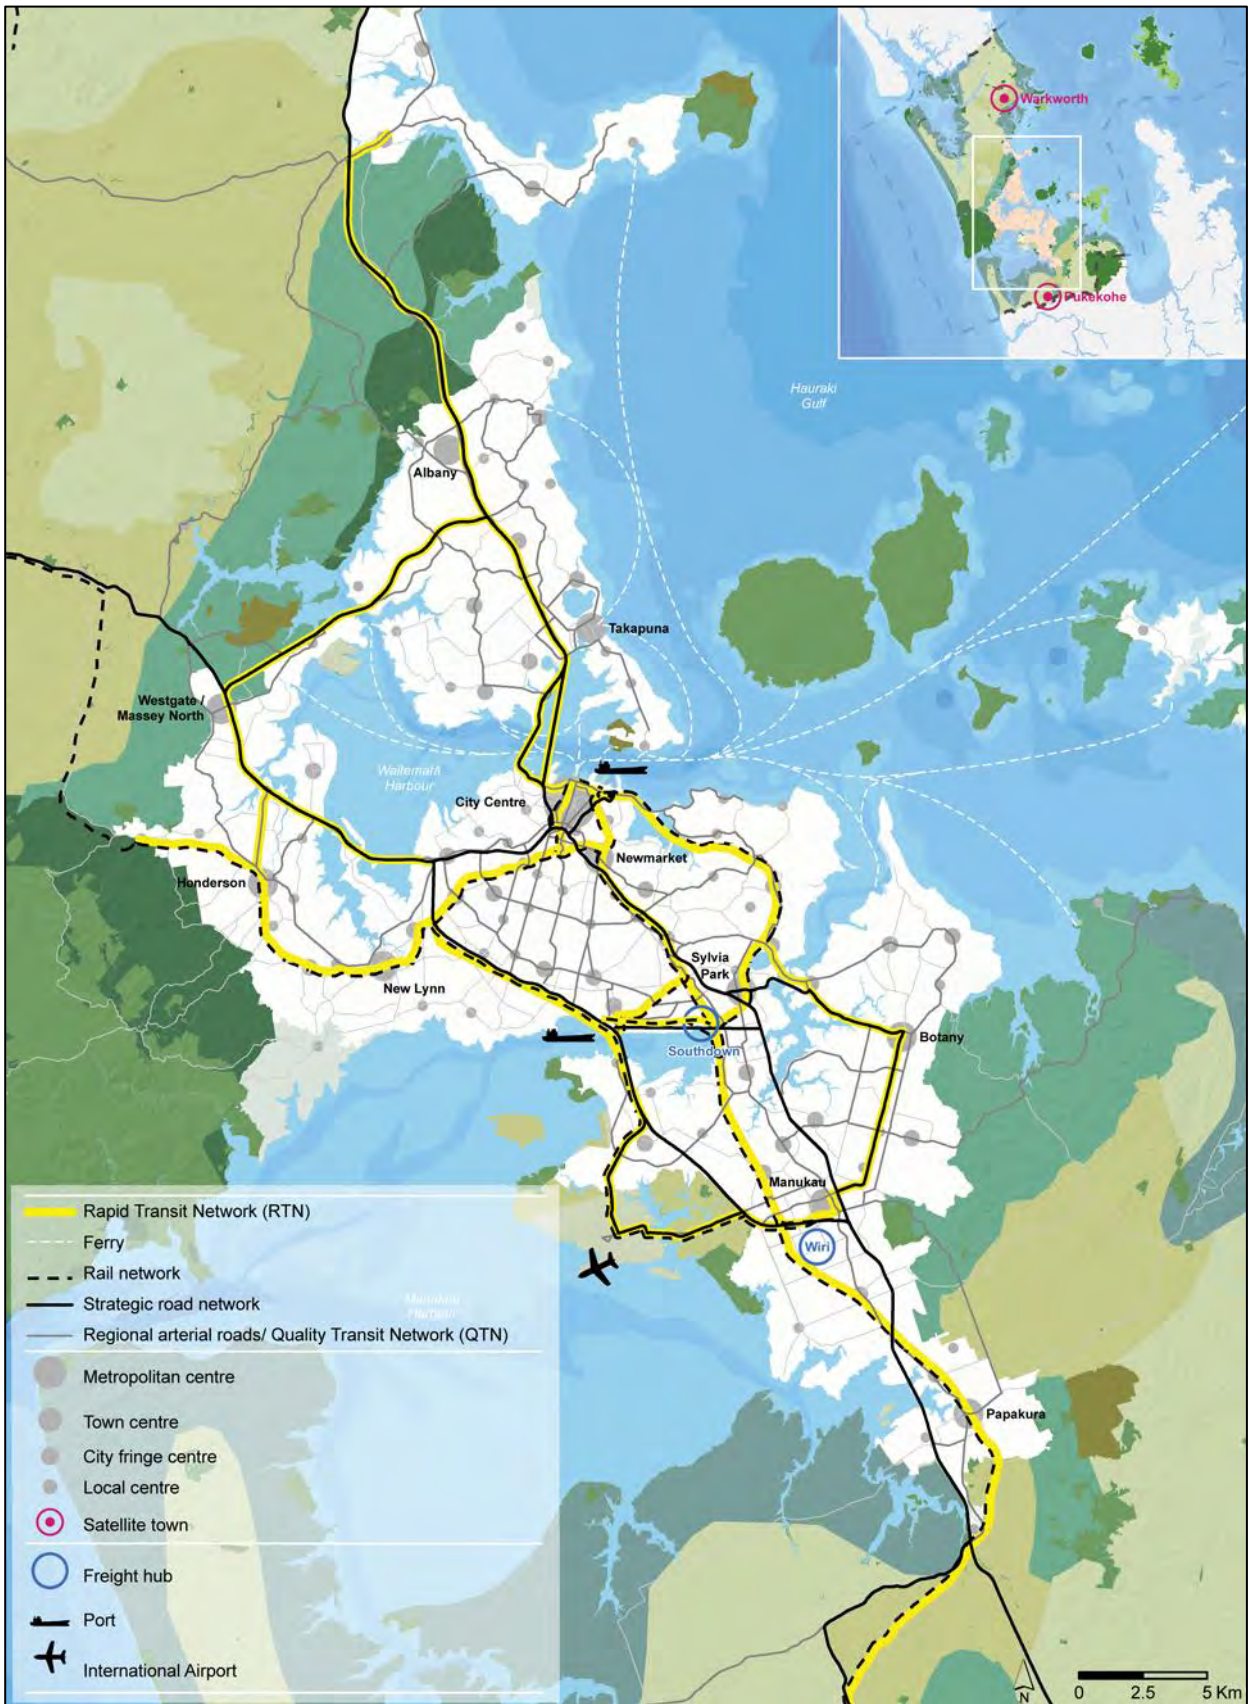 Warkworth
Pukekohe
Hauraki
Gulf
Albany
Takapuna
Westgate /
Massey North
Waitematā
Harbour
City Centre
Newmarket
Honderson
Sylvia
Park
New Lynn
Botany
Southdown
Manukau
Wiri
Papakura
Rapid Transit Network (RTN)
Ferry
Rail network
Strategic road network
Regional arterial roads/ Quality Transit Network (QTN)
Metropolitan centre
Town centre
City fringe centre
Local centre
Satellite town
Freight hub
Port
International Airport
N
0 2.5 5 Km